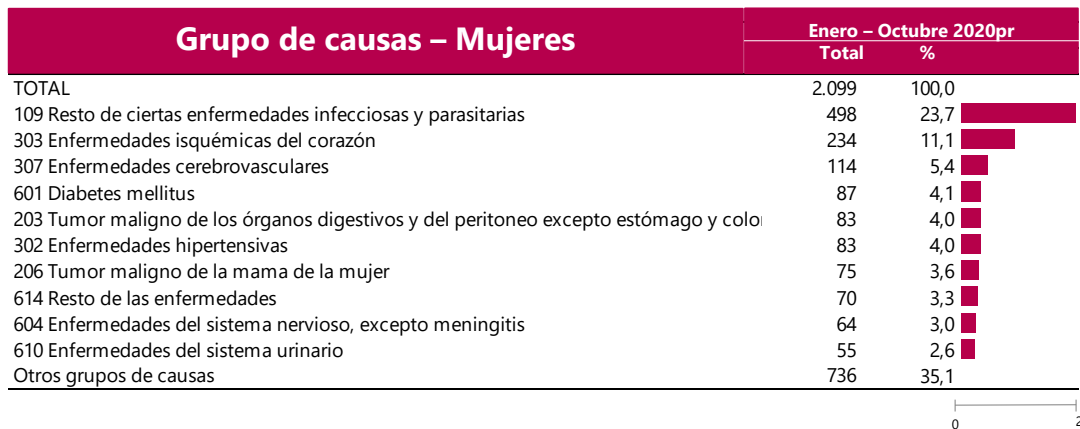 Grupo de causas – Mujeres
Enero – Octubre 2020pr
Total %
TOTAL 2.099 100,0
109 Resto de ciertas enfermedades infecciosas y parasitarias 498 23,7
303 Enfermedades isquémicas del corazón 234 11,1
307 Enfermedades cerebrovasculares 114 5,4
601 Diabetes mellitus 87 4,1
203 Tumor maligno de los órganos digestivos y del peritoneo excepto estómago y colo 83 4,0
302 Enfermedades hipertensivas 83 4,0
206 Tumor maligno de la mama de la mujer 75 3,6
614 Resto de las enfermedades 70 3,3
604 Enfermedades del sistema nervioso, excepto meningitis 64 3,0
610 Enfermedades del sistema urinario 55 2,6
Otros grupos de causas 736 35,1
0 2